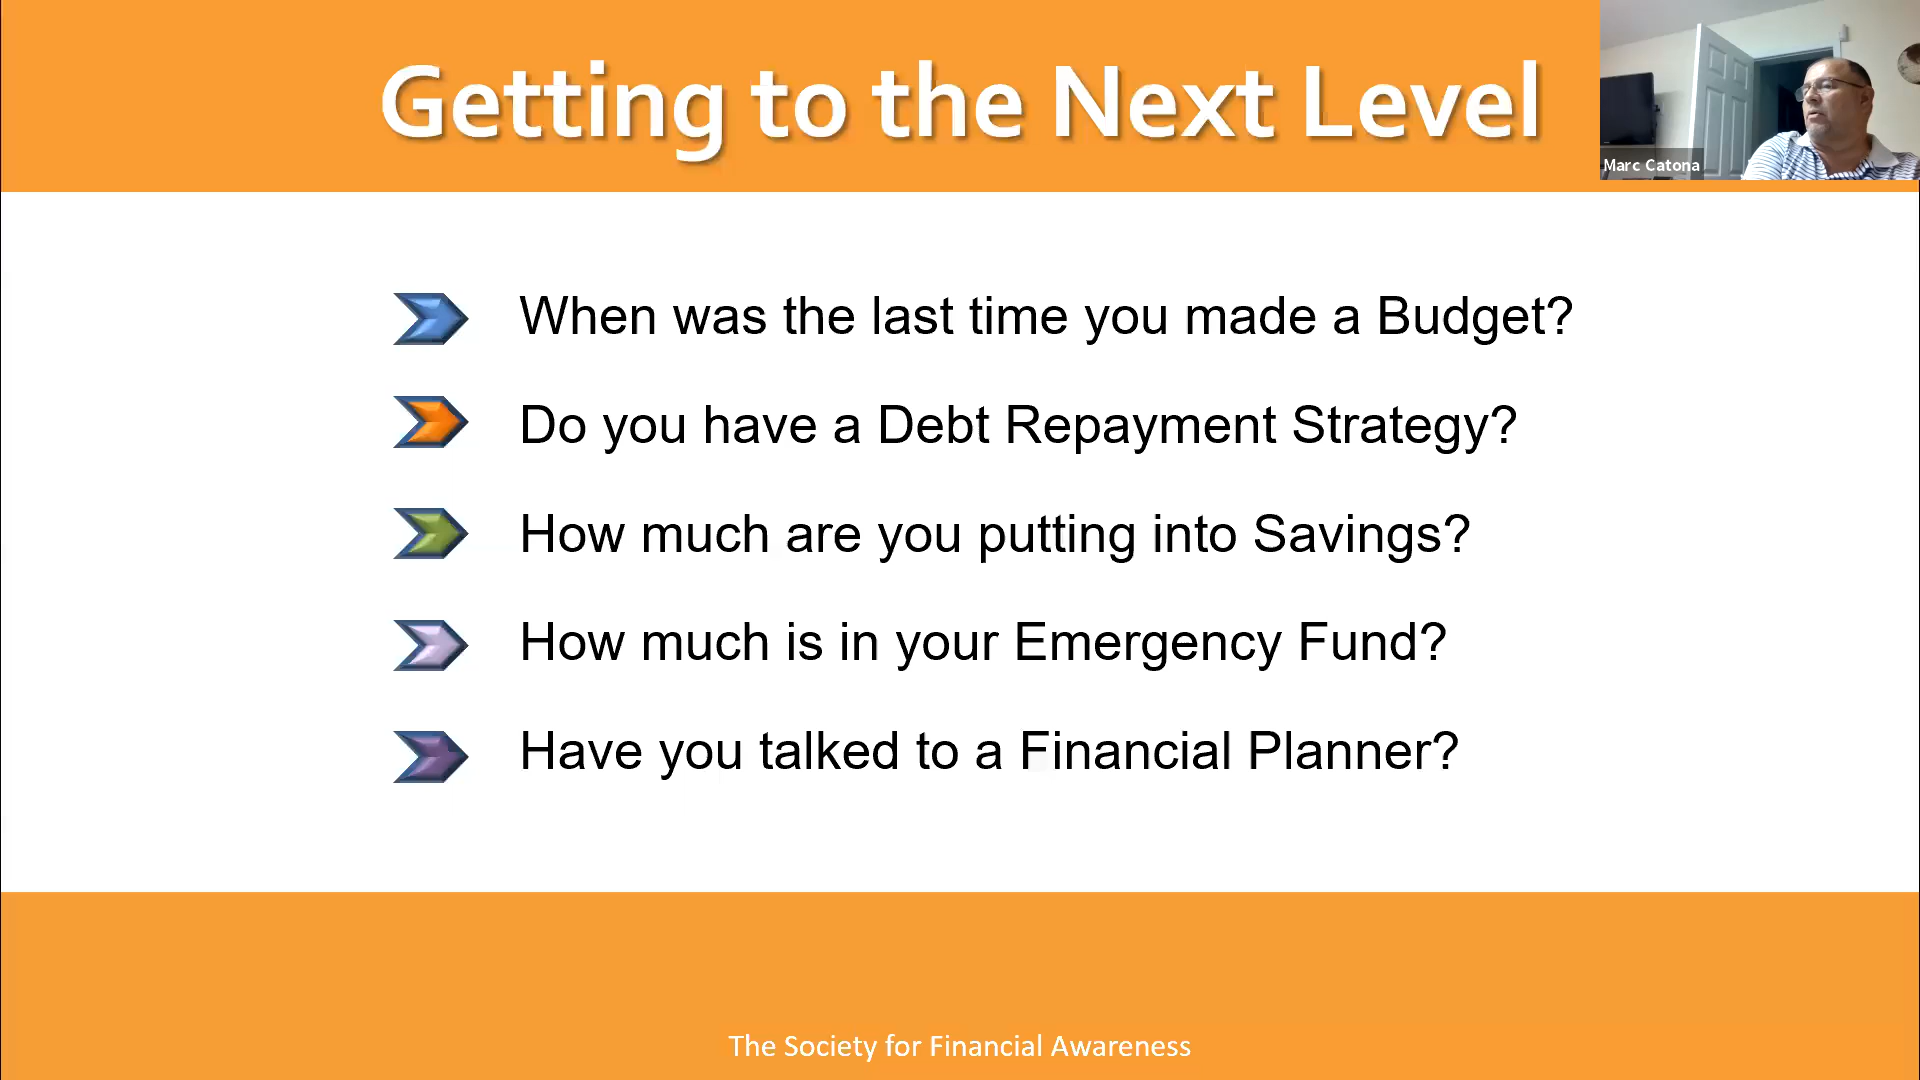 Getting to the Next Level
Marc Catona
When was the last time you made a Budget?
Do you have a Debt Repayment Strategy?
How much are you putting into Savings?
How much is in your Emergency Fund?
Have you talked to a Financial Planner?
The Society for Financial Awareness